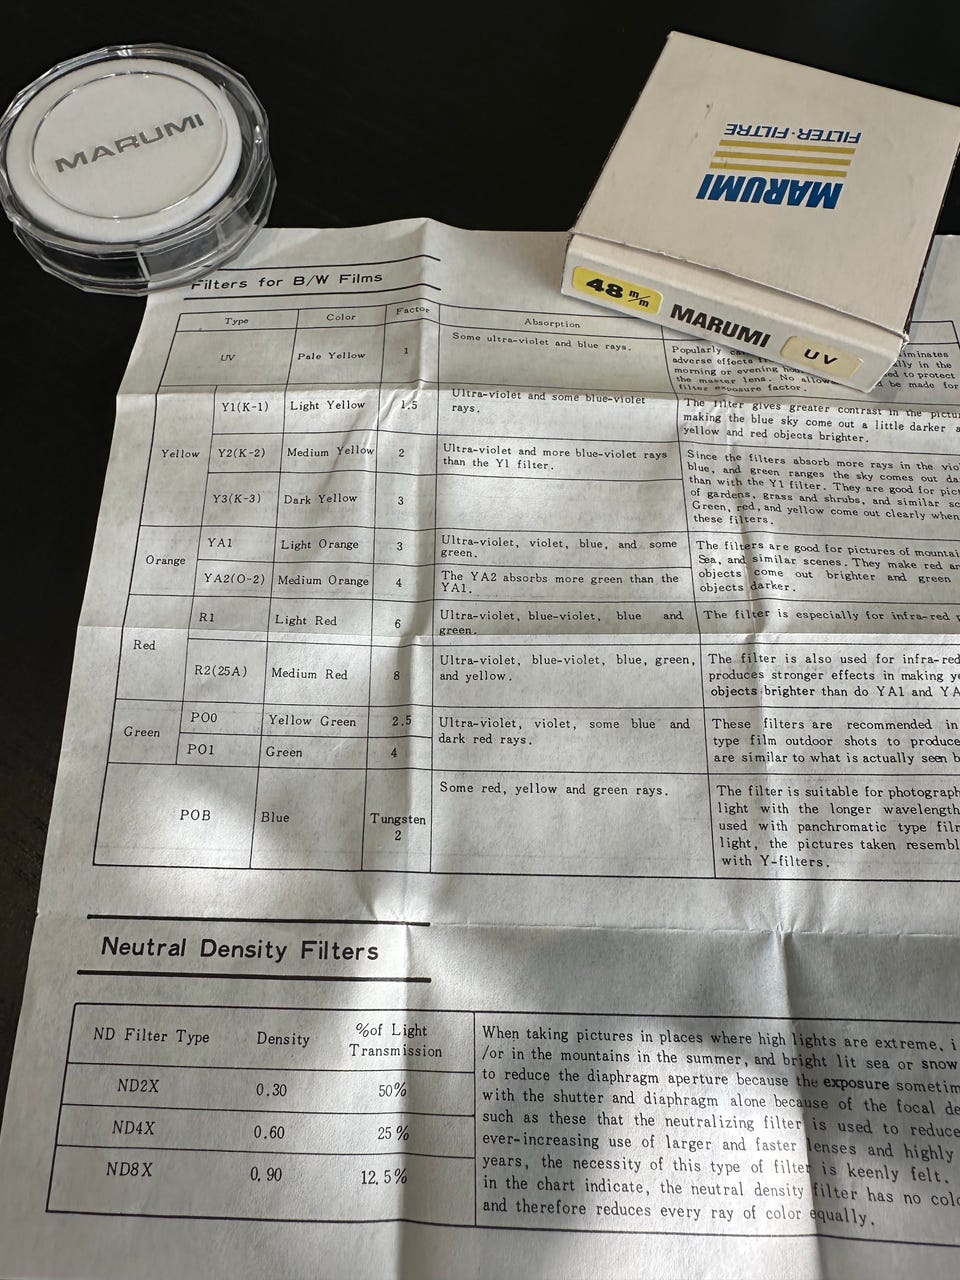 MARUMI
FILTER·FILTRE
MARUMI
48 m/m MARUMI UV
Filters for B/W Films
Type Color Factor Absorption
UV Pale Yellow 1 Some ultra-violet and blue rays.
Popularly iminates
adverse effects lly in the
morning or evening ed to protect
the master lens. No be made for
filter exposure factor.
Yellow
Y1(K-1) Light Yellow 1.5 Ultra-violet and some blue-violet
rays.
The filter gives greater contrast in the
making the blue sky come out a little darker
yellow and red objects brighter.
Y2(K-2) Medium Yellow 2 Ultra-violet and more blue-violet rays
than the Y1 filter.
Y3(K-3) Dark Yellow 3
Since the filters absorb more rays in the
blue, and green ranges the sky comes out
than with the Y1 filter. They are good for
of gardens, grass and shrubs, and similar
Green, red, and yellow come out clearly when
these filters.
Orange
YA1 Light Orange 3 Ultra-violet, violet, blue, and some
green.
YA2(O-2) Medium Orange 4 The YA2 absorbs more green than the
YA1.
The filters are good for pictures of
Sea, and similar scenes. They make red
objects come out brighter and green
objects darker.
Red
R1 Light Red 6 Ultra-violet, blue-violet, blue and
green.
The filter is especially for infra-red
R2(25A) Medium Red 8 Ultra-violet, blue-violet, blue, green,
and yellow.
The filter is also used for infra-red
produces stronger effects in making
objects brighter than do YA1 and
Green
PO0 Yellow Green 2.5 Ultra-violet, violet, some blue and
dark red rays.
PO1 Green 4
These filters are recommended in
type film outdoor shots to produce
are similar to what is actually seen
POB Blue Tungsten
2
Some red, yellow and green rays.
The filter is suitable for
light with the longer
used with panchromatic type
light, the pictures taken
with Y-filters.
Neutral Density Filters
ND Filter Type Density %of Light
Transmission
ND2X 0.30 50%
ND4X 0.60 25%
ND8X 0.90 12.5%
When taking pictures in places where high lights are extreme, i
/or in the mountains in the summer, and bright lit sea or snow
to reduce the diaphragm aperture because the exposure
with the shutter and diaphragm alone because of the focal
such as these that the neutralizing filter is used to reduce
ever-increasing use of larger and faster lenses and highly
years, the necessity of this type of filter is keenly felt.
in the chart indicate, the neutral density filter has no
and therefore reduces every ray of color equally.